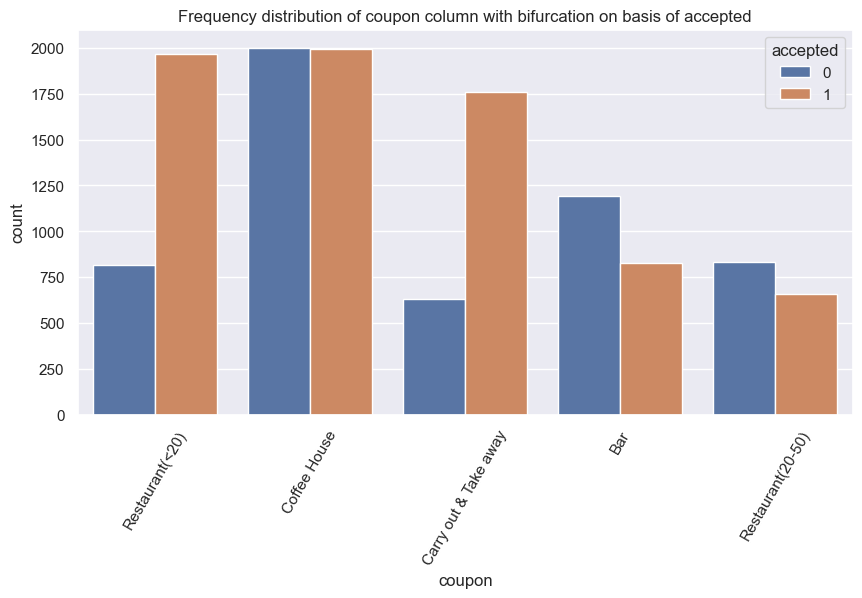 Frequency distribution of coupon column with bifurcation on basis of accepted
accepted
0
1
2000
1750
1500
1250
1000
750
500
250
0
count
Restaurant(<20)
Coffee House
Carry out & Take away
Bar
Restaurant(20-50)
coupon